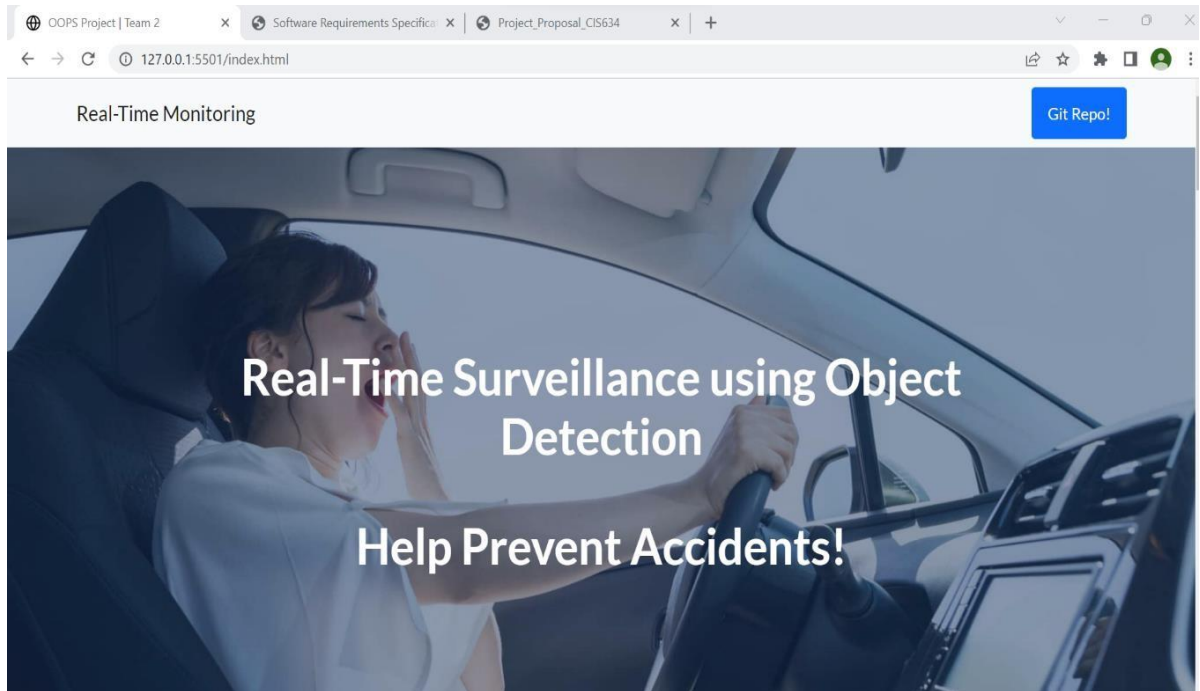 OOPS Project | Team 2
Software Requirements Specificat
Project_Proposal_CIS634
127.0.0.1:5501/index.html
Real-Time Monitoring
Git Repo!
Real-Time Surveillance using Object
Detection
Help Prevent Accidents!